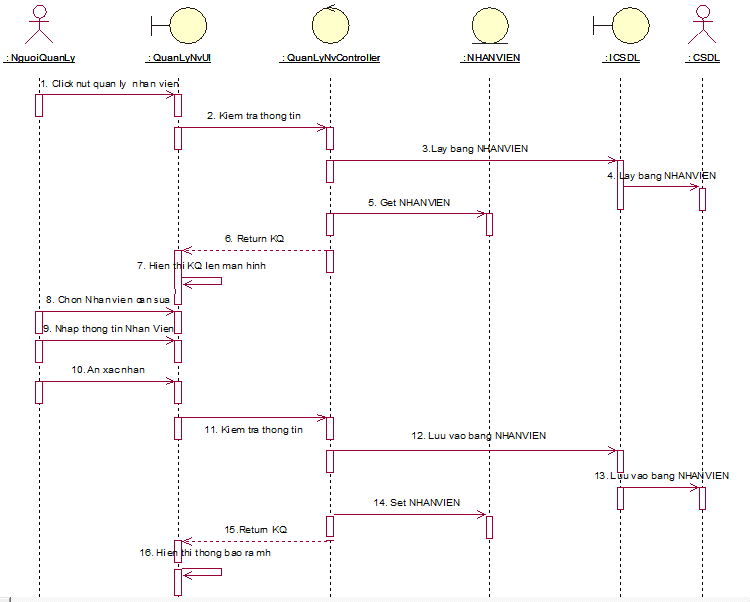 : NguoiQuanLy
: QuanLyNvUI
: QuanLyNvController
: NHANVIEN
: ICSDL
: CSDL
1. Click nut quan ly nhan vien
2. Kiem tra thong tin
3.Lay bang NHANVIEN
4. Lay bang NHANVIEN
5. Get NHANVIEN
6. Return KQ
7. Hien thi KQ len man hinh
8. Chon Nhanvien can sua
9. Nhap thong tin Nhan Vien
10. An xac nhan
11. Kiem tra thong tin
12. Luu vao bang NHANVIEN
13. Luu vao bang NHANVIEN
14. Set NHANVIEN
15.Return KQ
16. Hien thi thong bao ra mh